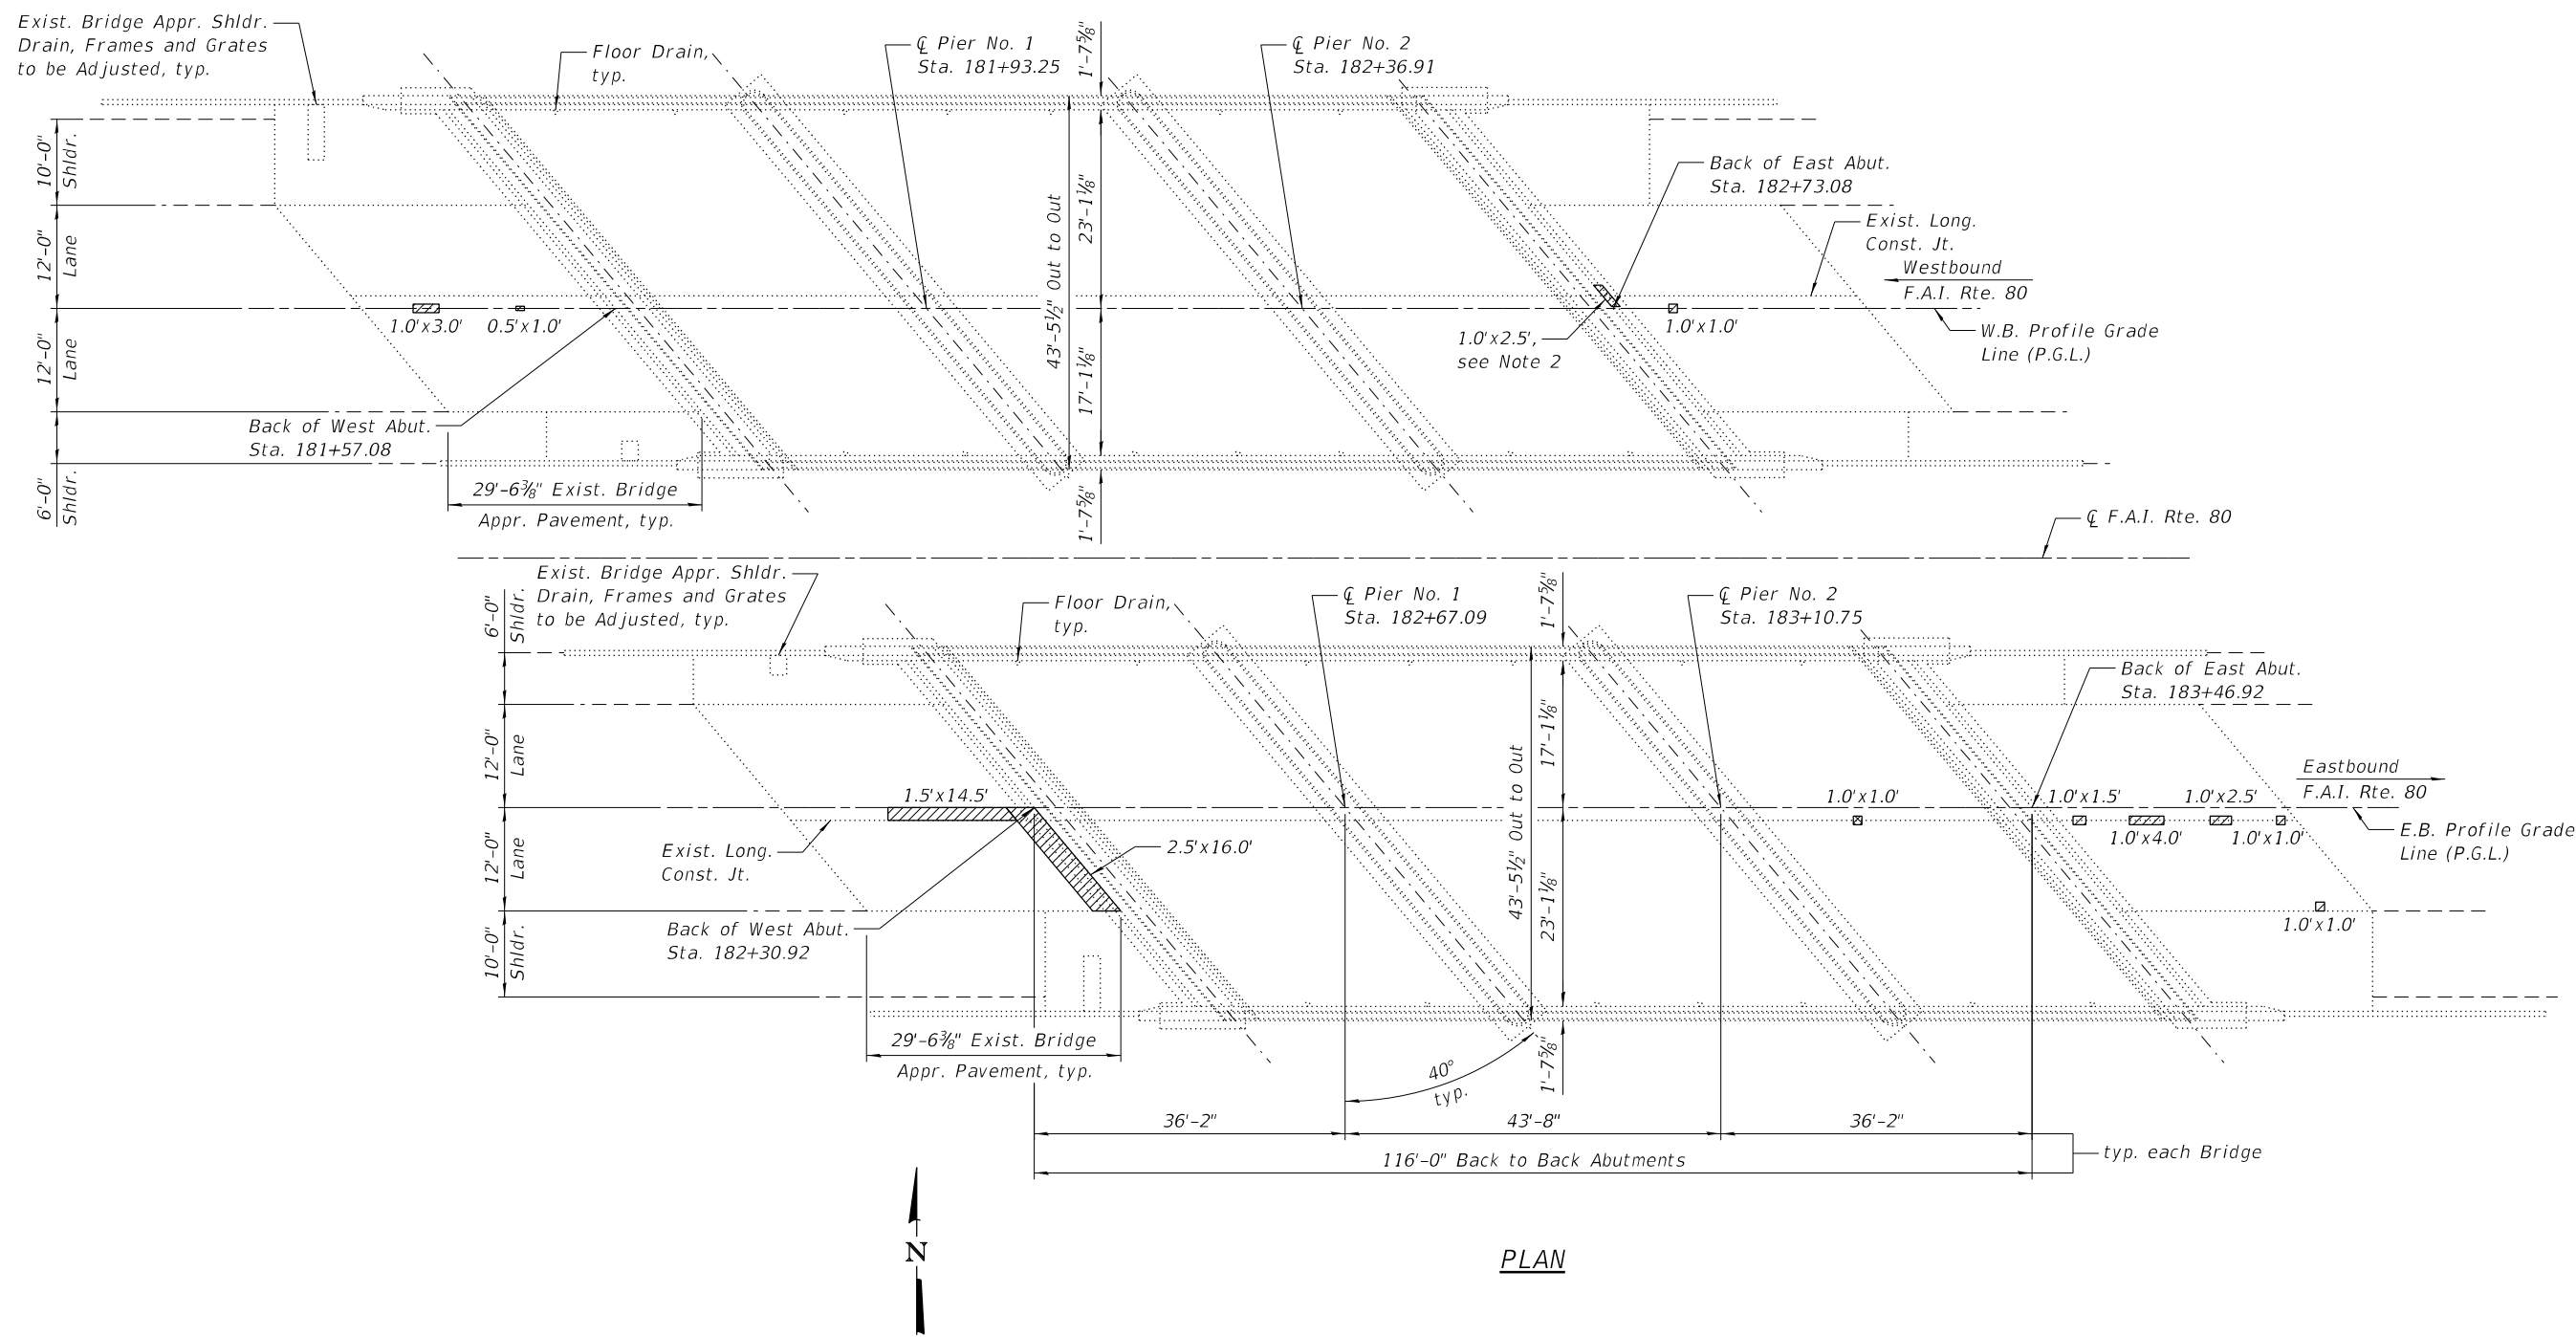 Exist. Bridge Appr. Shldr.
Drain, Frames and Grates
to be Adjusted, typ.
Floor Drain,
typ.
℄ Pier No. 1
Sta. 181+93.25
1'-7⅝"
℄ Pier No. 2
Sta. 182+36.91
10'-0"
Shldr.
12'-0"
Lane
12'-0"
Lane
6'-0"
Shldr.
43'-5½" Out to Out
23'-1⅛"
17'-1⅛"
1'-7⅝"
Back of East Abut.
Sta. 182+73.08
Exist. Long.
Const. Jt.
Westbound
F.A.I. Rte. 80
1.0'x3.0'
0.5'x1.0'
1.0'x2.5',
see Note 2
1.0'x1.0'
W.B. Profile Grade
Line (P.G.L.)
Back of West Abut.
Sta. 181+57.08
29'-6⅜" Exist. Bridge
Appr. Pavement, typ.
℄ F.A.I. Rte. 80
Exist. Bridge Appr. Shldr.
Drain, Frames and Grates
to be Adjusted, typ.
Floor Drain,
typ.
℄ Pier No. 1
Sta. 182+67.09
1'-7⅝"
℄ Pier No. 2
Sta. 183+10.75
6'-0"
Shldr.
12'-0"
Lane
12'-0"
Lane
10'-0"
Shldr.
43'-5½" Out to Out
17'-1⅛"
23'-1⅛"
1'-7⅝"
Back of East Abut.
Sta. 183+46.92
Eastbound
F.A.I. Rte. 80
1.5'x14.5'
1.0'x1.0'
1.0'x1.5'
1.0'x2.5'
1.0'x4.0'
1.0'x1.0'
E.B. Profile Grade
Line (P.G.L.)
Exist. Long.
Const. Jt.
2.5'x16.0'
1.0'x1.0'
Back of West Abut.
Sta. 182+30.92
29'-6⅜" Exist. Bridge
Appr. Pavement, typ.
40°
typ.
36'-2"
43'-8"
36'-2"
116'-0" Back to Back Abutments
typ. each Bridge
N
PLAN